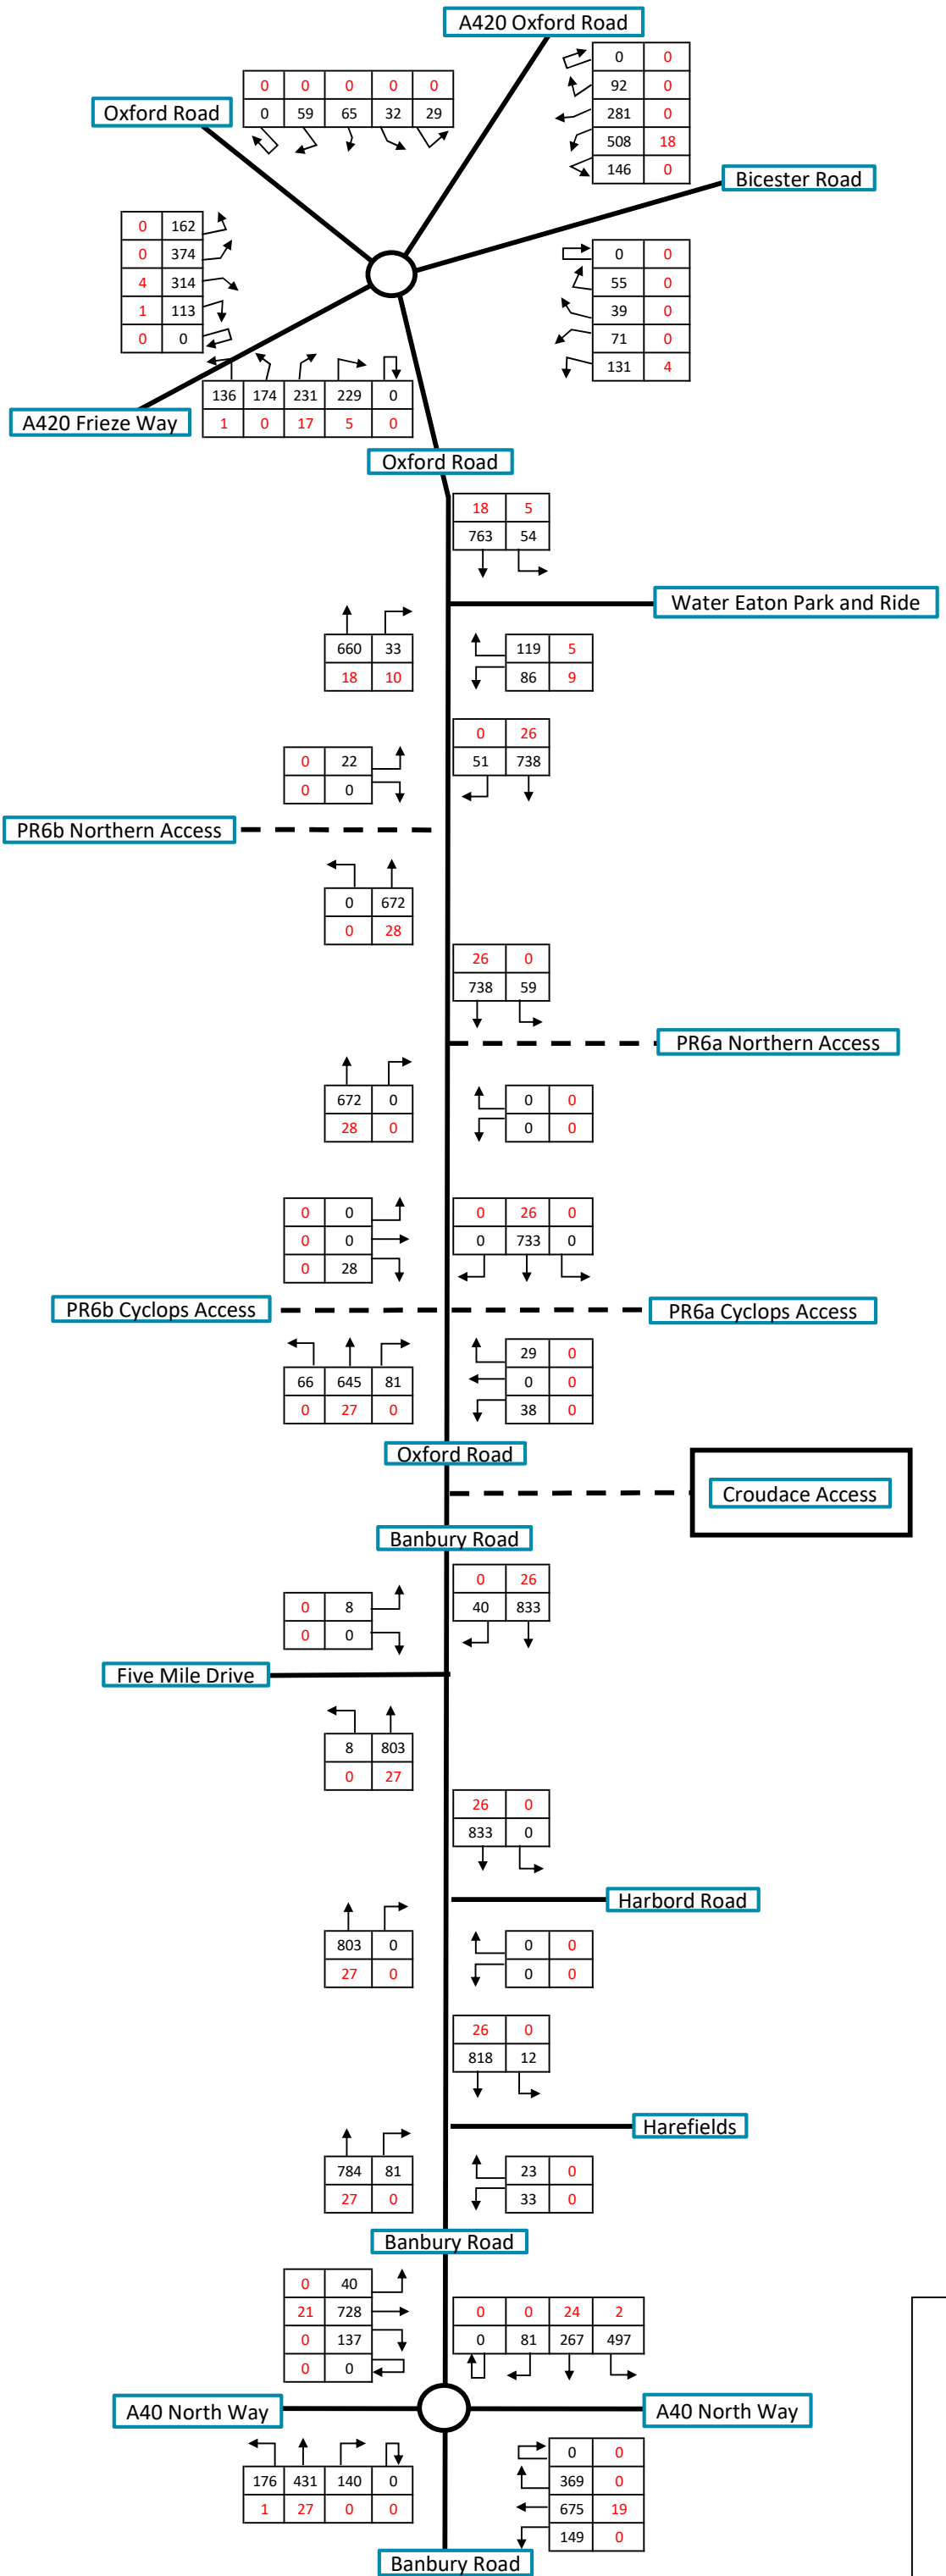 A420 Oxford Road
0 0
92 0
281 0
508 18
146 0
Oxford Road
0 0 0 0 0
0 59 65 32 29
Bicester Road
0 162
0 374
4 314
1 113
0 0
0 0
55 0
39 0
71 0
131 4
A420 Frieze Way
136 174 231 229 0
1 0 17 5 0
Oxford Road
18 5
763 54
Water Eaton Park and Ride
660 33
18 10
119 5
86 9
0 26
51 738
0 22
0 0
PR6b Northern Access
0 672
0 28
26 0
738 59
PR6a Northern Access
672 0
28 0
0 0
0 0
0 0
0 0
0 28
0 26 0
0 733 0
PR6b Cyclops Access
PR6a Cyclops Access
66 645 81
0 27 0
29 0
0 0
38 0
Oxford Road
Croudace Access
Banbury Road
0 26
40 833
0 8
0 0
Five Mile Drive
8 803
0 27
26 0
833 0
Harbord Road
803 0
27 0
0 0
0 0
26 0
818 12
Harefields
784 81
27 0
23 0
33 0
Banbury Road
0 40
21 728
0 137
0 0
0 0 24 2
0 81 267 497
A40 North Way
A40 North Way
176 431 140 0
1 27 0 0
0 0
369 0
675 19
149 0
Banbury Road